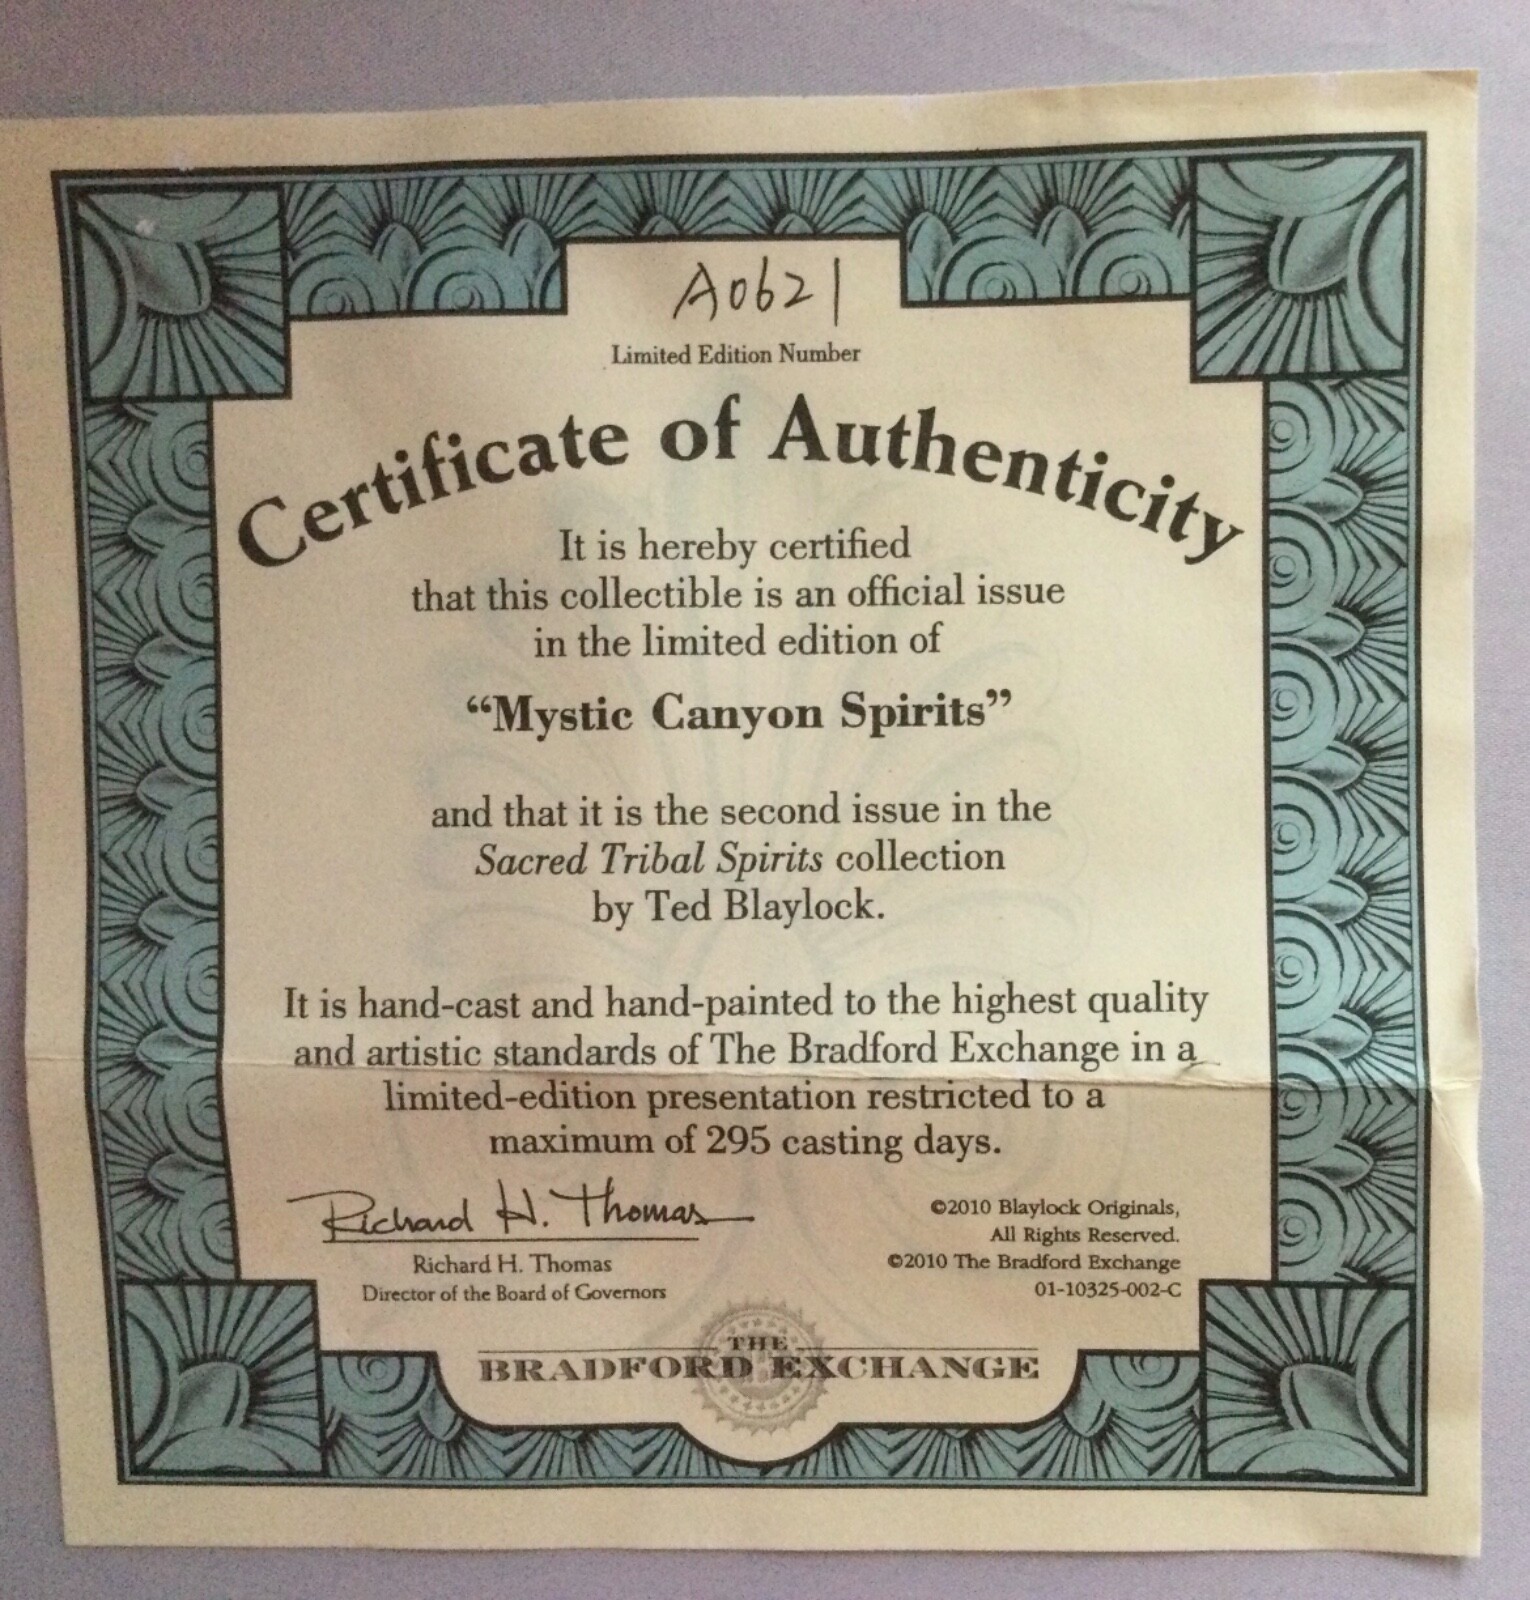 A0621
Limited Edition Number
Certificate of Authenticity
It is hereby certified
that this collectible is an official issue
in the limited edition of
“Mystic Canyon Spirits”
and that it is the second issue in the
Sacred Tribal Spirits collection
by Ted Blaylock.
It is hand-cast and hand-painted to the highest quality
and artistic standards of The Bradford Exchange in a
limited-edition presentation restricted to a
maximum of 295 casting days.
Richard H. Thomas
Richard H. Thomas
Director of the Board of Governors
©2010 Blaylock Originals,
All Rights Reserved.
©2010 The Bradford Exchange
01-10325-002-C
THE
BRADFORD EXCHANGE